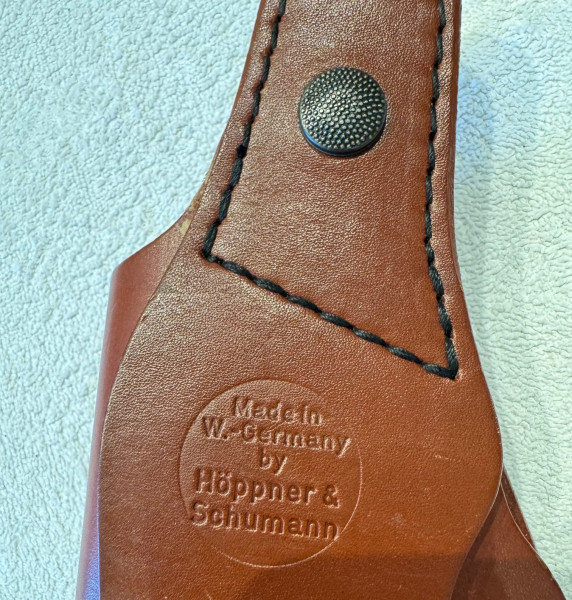 Made in
W.-Germany
by
Höppner &
Schumann